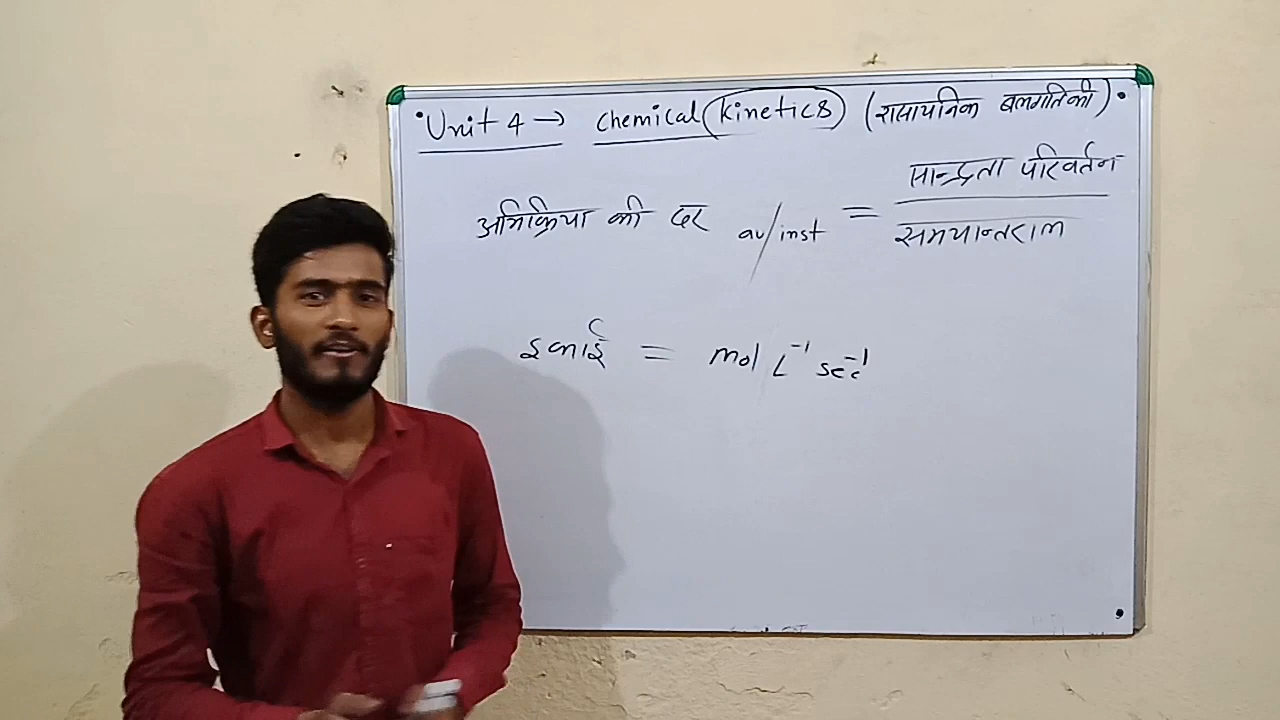 • Unit 4 → Chemical (Kinetics) (रासायनिक बलगतिकी) •
अभिक्रिया की दर av/inst = सान्द्रता परिवर्तन / समयान्तराल
इकाई = mol L⁻¹ sec⁻¹